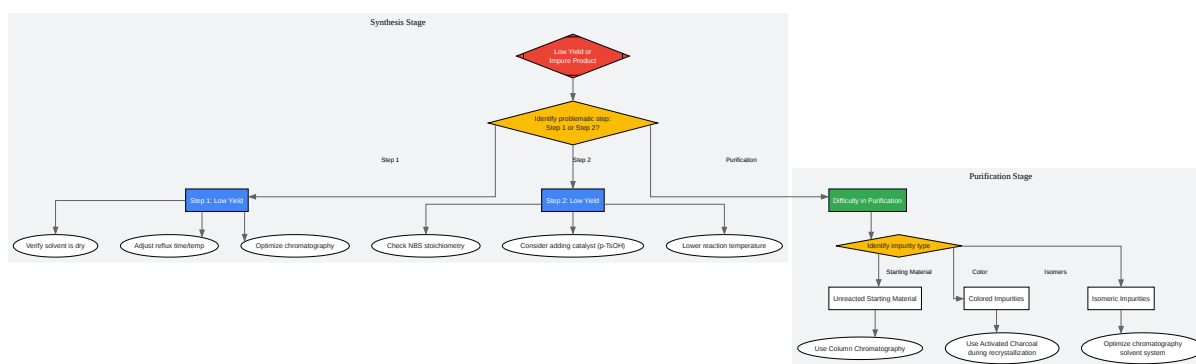 Synthesis Stage
Low Yield or
Impure Product
Identify problematic step:
Step 1 or Step 2?
Step 1
Step 2
Purification
Step 1: Low Yield
Step 2: Low Yield
Verify solvent is dry
Adjust reflux time/temp
Optimize chromatography
Check NBS stoichiometry
Consider adding catalyst (p-TsOH)
Lower reaction temperature
Purification Stage
Difficulty in Purification
Identify impurity type
Starting Material
Color
Isomers
Unreacted Starting Material
Colored Impurities
Isomeric Impurities
Use Column Chromatography
Use Activated Charcoal
during recrystallization
Optimize chromatography
solvent system